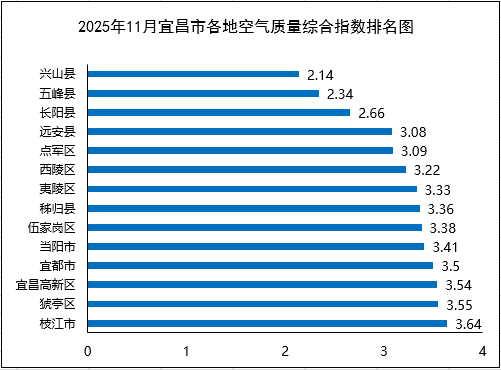 2025年11月宜昌市各地空气质量综合指数排名图
兴山县 2.14
五峰县 2.34
长阳县 2.66
远安县 3.08
点军区 3.09
西陵区 3.22
夷陵区 3.33
秭归县 3.36
伍家岗区 3.38
当阳市 3.41
宜都市 3.5
宜昌高新区 3.54
猇亭区 3.55
枝江市 3.64
0 1 2 3 4